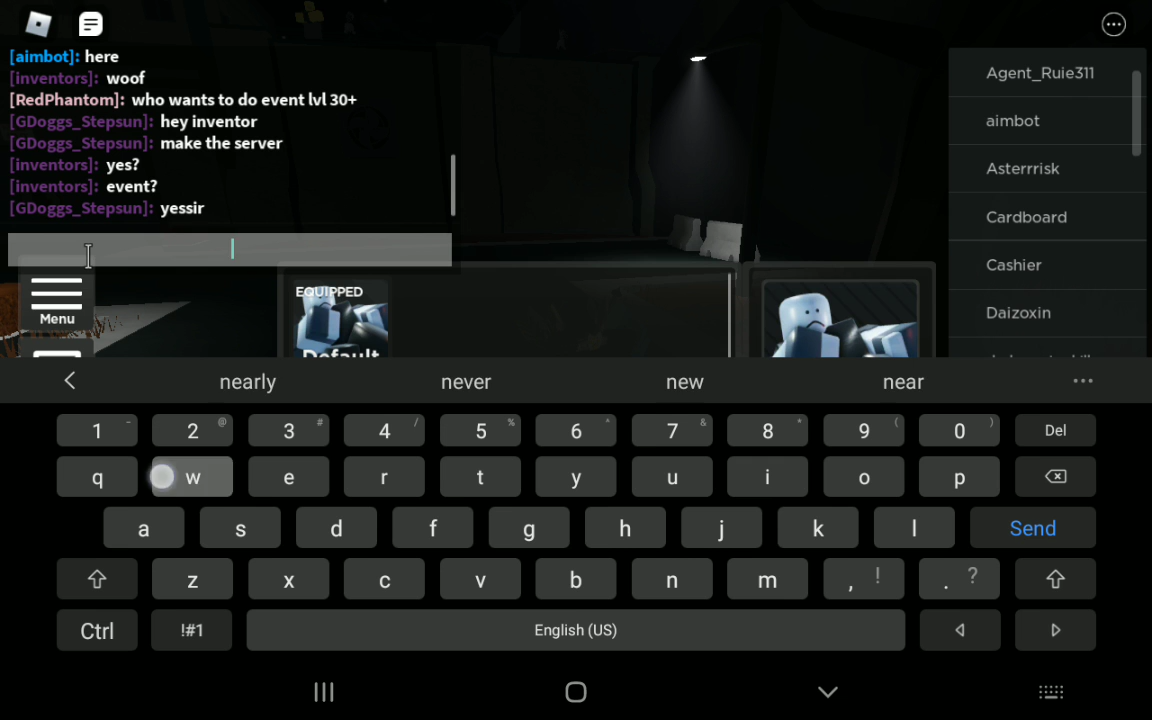 [aimbot]: here
[inventors]: woof
[RedPhantom]: who wants to do event lvl 30+
[GDoggs_Stepsun]: hey inventor
[GDoggs_Stepsun]: make the server
[inventors]: yes?
[inventors]: event?
[GDoggs_Stepsun]: yessir
Agent_Ruie311
aimbot
Asterrrisk
Cardboard
Cashier
Daizoxin
Menu
EQUIPPED
Default
nearly never new near
1 - 2 @ 3 # 4 / 5 % 6 ^ 7 & 8 * 9 ( 0 ) Del
q w e r t y u i o p
a s d f g h j k l Send
z x c v b n m , ! . ?
Ctrl !#1 English (US)